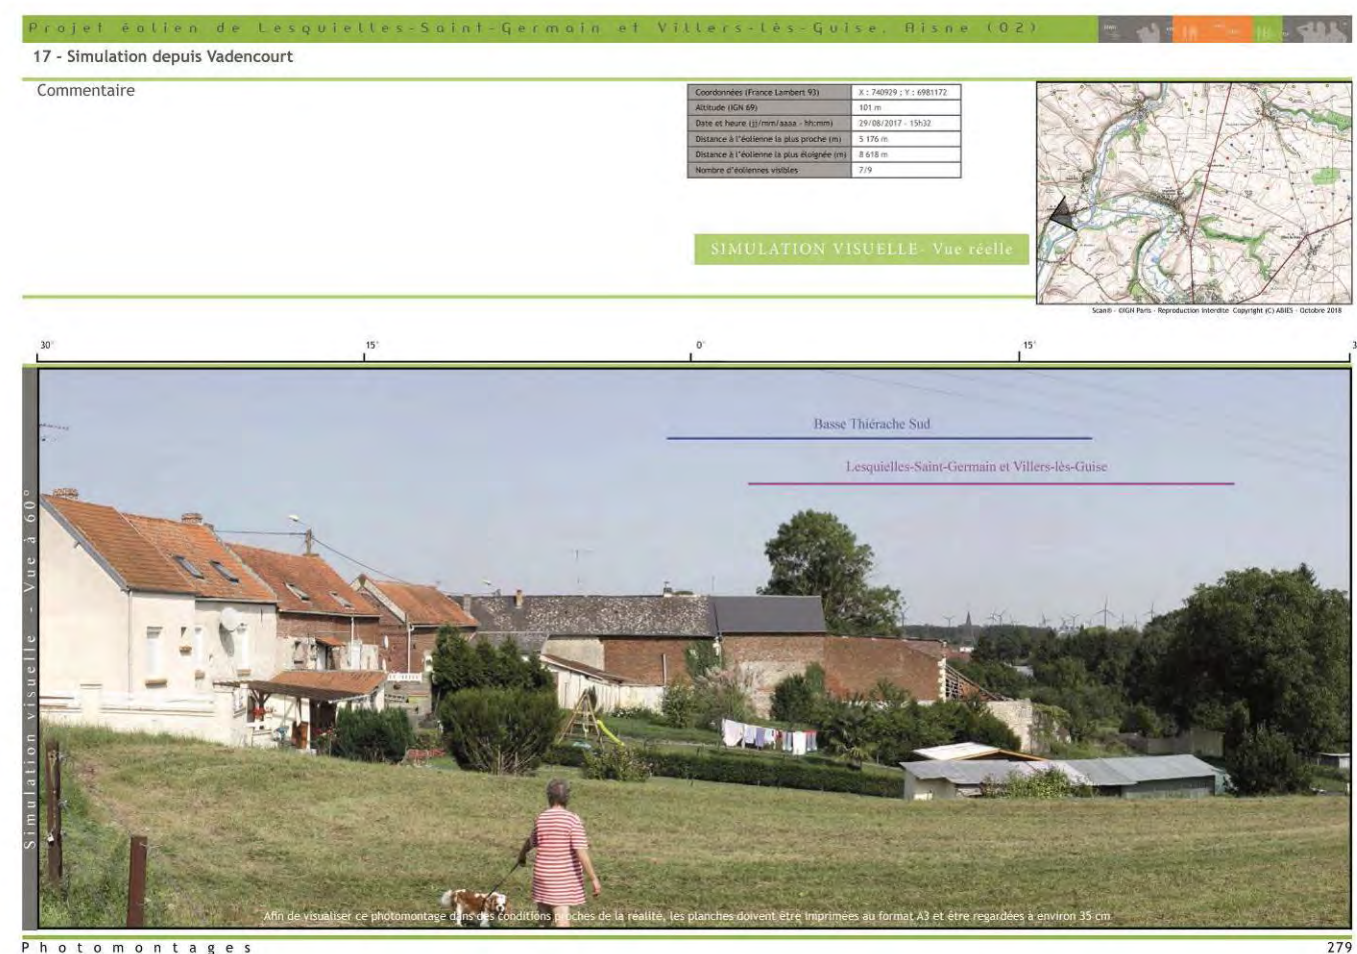 Projet éolien de Lesquielles-Saint-Germain et Villers-lès-Guise, Aisne (02)
17 - Simulation depuis Vadencourt
Commentaire
Coordonnées (France Lambert 93) X : 740929 ; Y : 6981172
Altitude (IGN 69) 101 m
Date et heure (jj/mm/aaaa - hh:mm) 29/08/2017 - 15h32
Distance à l'éolienne la plus proche (m) 5 176 m
Distance à l'éolienne la plus éloignée (m) 8 618 m
Nombre d'éoliennes visibles 7/9
SIMULATION VISUELLE- Vue réelle
Scan® - ©IGN Paris - Reproduction interdite Copyright (C) ABIES - Octobre 2018
30° 15° 0° 15° 3
Basse Thiérache Sud
Lesquielles-Saint-Germain et Villers-lès-Guise
Simulation visuelle - Vue à 60°
Afin de visualiser ce photomontage dans des conditions proches de la réalité, les planches doivent être imprimées au format A3 et être regardées à environ 35 cm
Photomontages
279